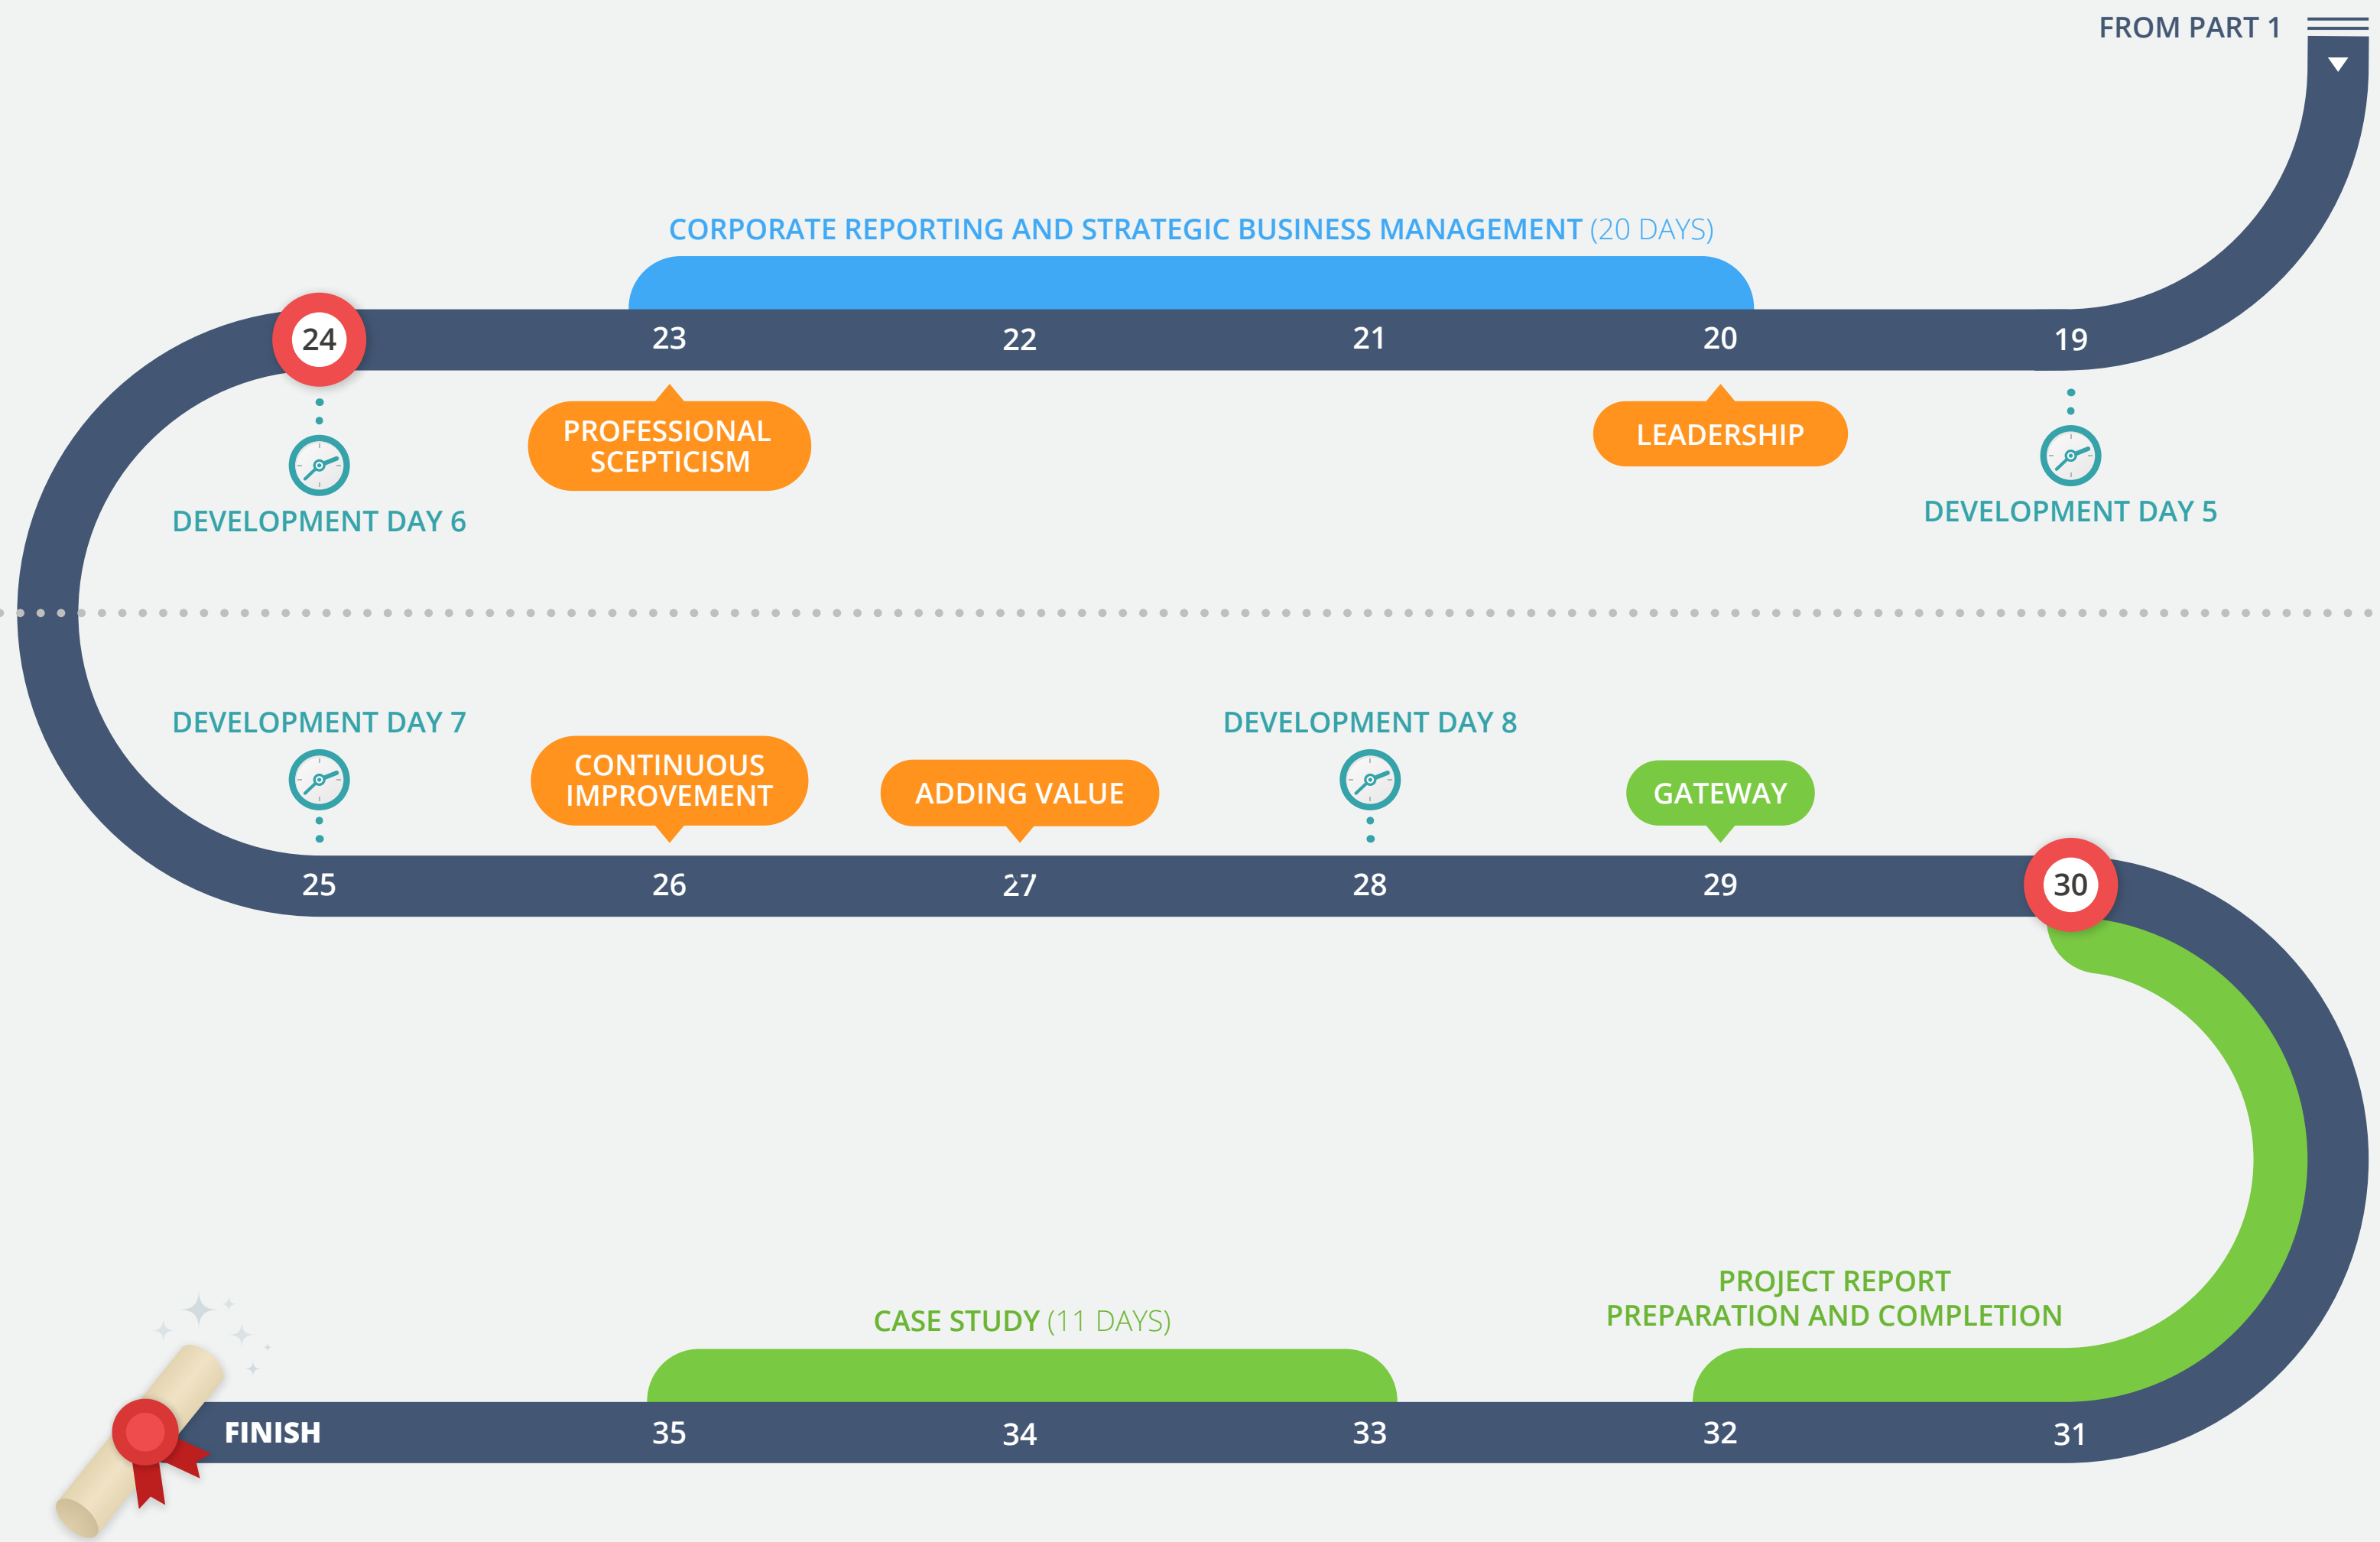 FROM PART 1
CORPORATE REPORTING AND STRATEGIC BUSINESS MANAGEMENT (20 DAYS)
24
23
22
21
20
19
PROFESSIONAL
SCEPTICISM
LEADERSHIP
DEVELOPMENT DAY 6
DEVELOPMENT DAY 5
DEVELOPMENT DAY 7
DEVELOPMENT DAY 8
CONTINUOUS
IMPROVEMENT
ADDING VALUE
GATEWAY
25
26
27
28
29
30
PROJECT REPORT
PREPARATION AND COMPLETION
CASE STUDY (11 DAYS)
FINISH
35
34
33
32
31